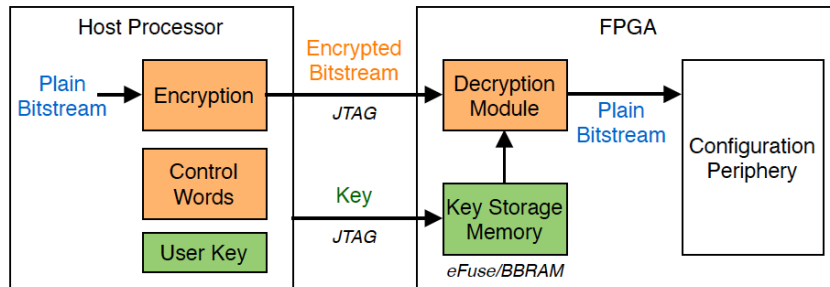 Host Processor
FPGA
Plain
Bitstream
Encryption
Encrypted
Bitstream
JTAG
Decryption
Module
Plain
Bitstream
Configuration
Periphery
Control
Words
User Key
Key
JTAG
Key Storage
Memory
eFuse/BBRAM